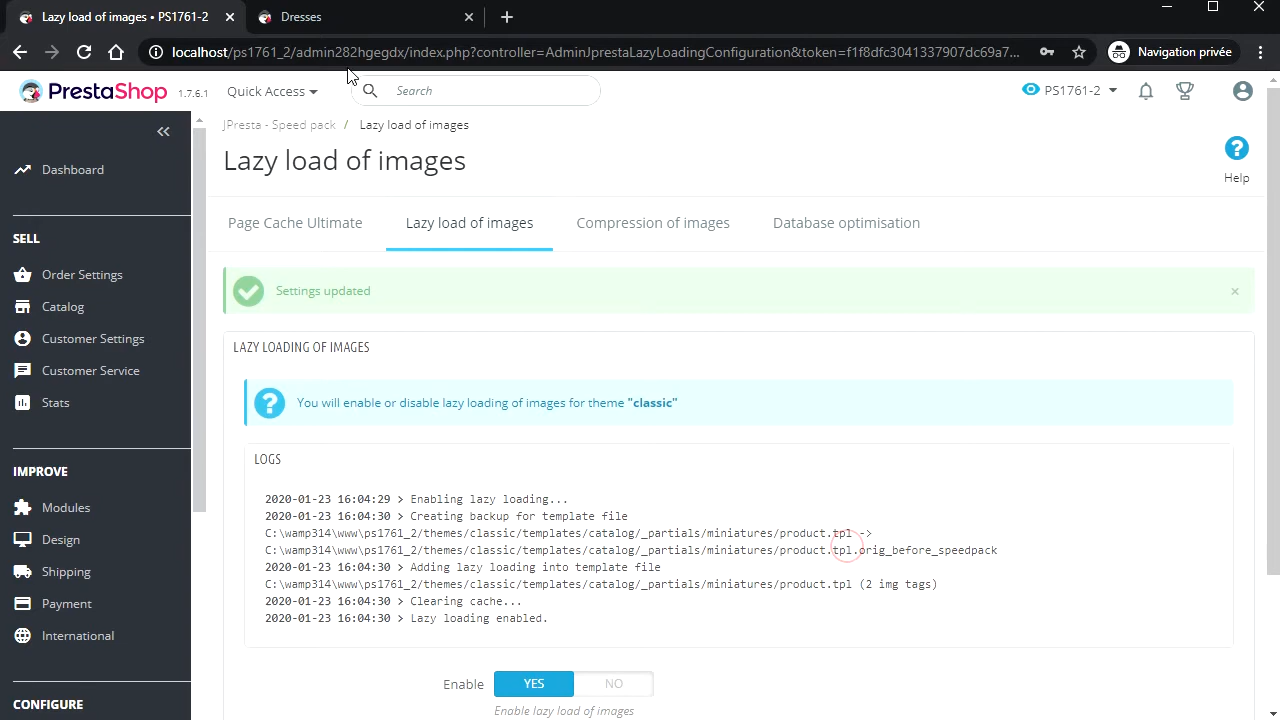 Lazy load of images • PS1761-2
Dresses
localhost/ps1761_2/admin282hgegdx/index.php?controller=AdminJprestaLazyLoadingConfiguration&token=f1f8dfc3041337907dc69a7...
Navigation privée
PrestaShop 1.7.6.1
Quick Access
Search
PS1761-2
JPresta - Speed pack / Lazy load of images
Lazy load of images
Help
Page Cache Ultimate
Lazy load of images
Compression of images
Database optimisation
Dashboard
SELL
Order Settings
Catalog
Customer Settings
Customer Service
Stats
IMPROVE
Modules
Design
Shipping
Payment
International
CONFIGURE
Settings updated
LAZY LOADING OF IMAGES
You will enable or disable lazy loading of images for theme "classic"
LOGS
2020-01-23 16:04:29 > Enabling lazy loading...
2020-01-23 16:04:30 > Creating backup for template file
C:\wamp314\www\ps1761_2/themes/classic/templates/catalog/_partials/miniatures/product.tpl ->
C:\wamp314\www\ps1761_2/themes/classic/templates/catalog/_partials/miniatures/product.tpl.orig_before_speedpack
2020-01-23 16:04:30 > Adding lazy loading into template file
C:\wamp314\www\ps1761_2/themes/classic/templates/catalog/_partials/miniatures/product.tpl (2 img tags)
2020-01-23 16:04:30 > Clearing cache...
2020-01-23 16:04:30 > Lazy loading enabled.
Enable YES NO
Enable lazy load of images